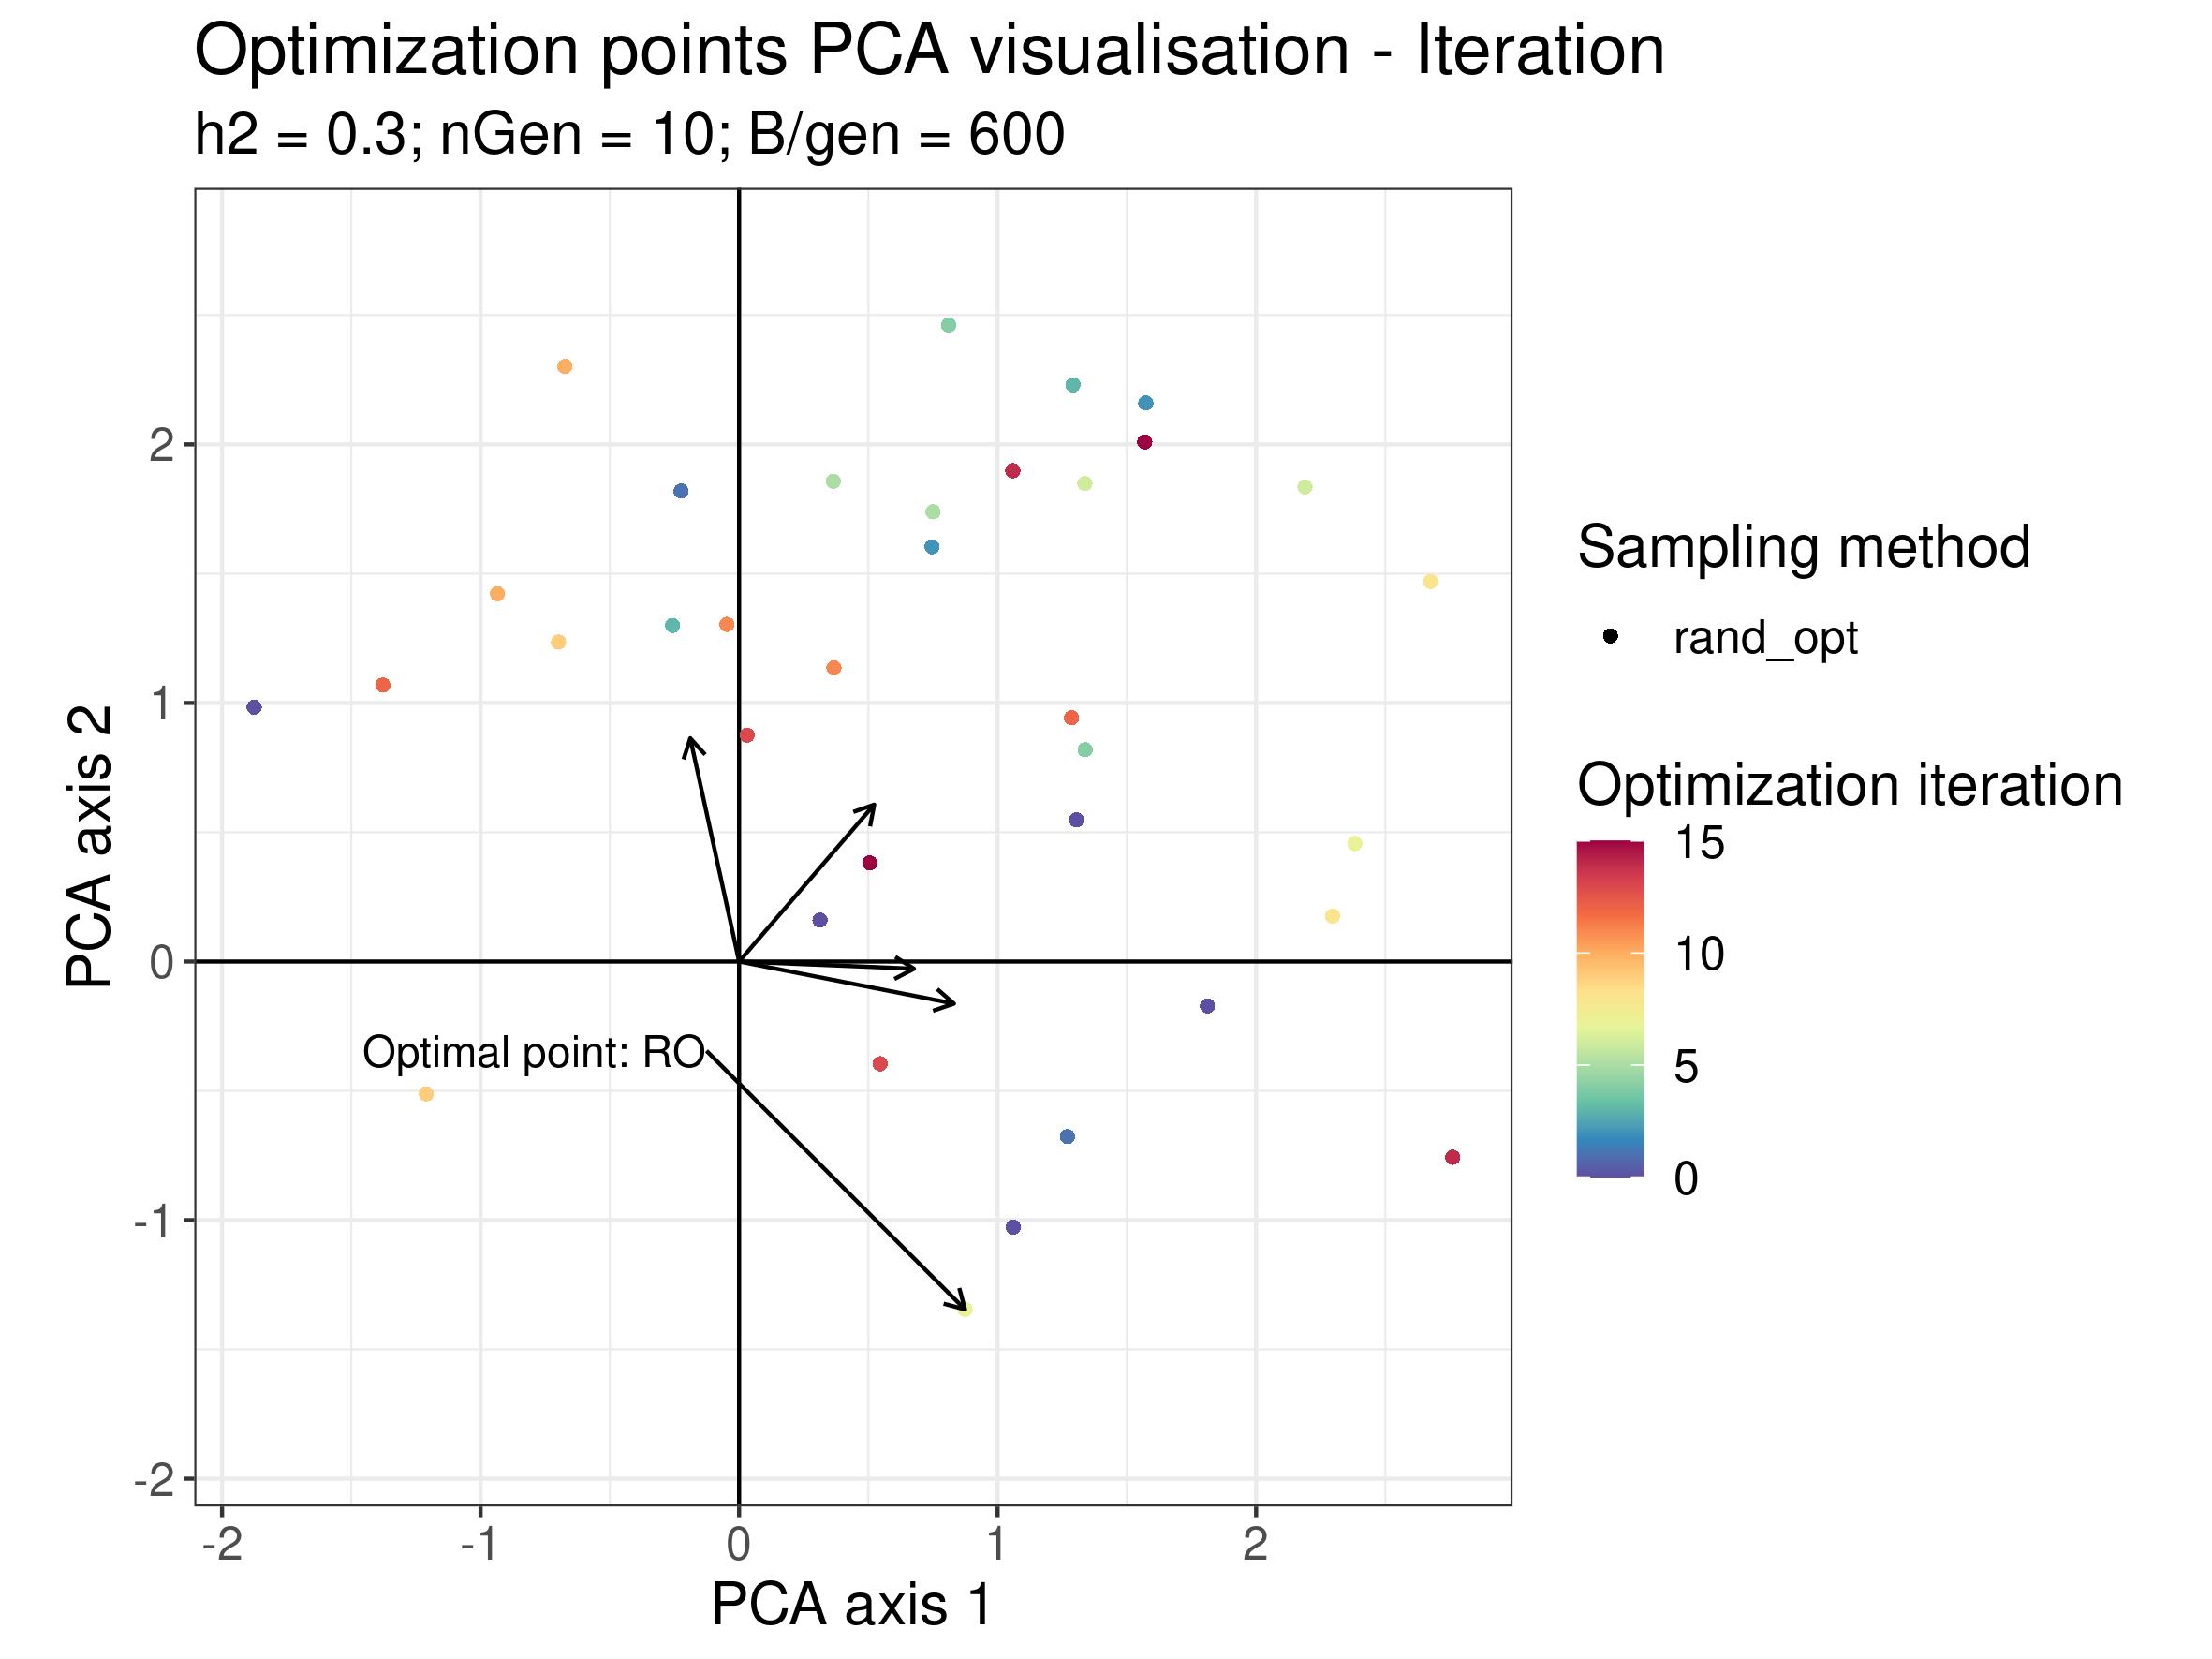 Optimization points PCA visualisation - Iteration
h2 = 0.3; nGen = 10; B/gen = 600
PCA axis 2
2
1
0
-1
-2
Optimal point: RO
-2
-1
0
1
2
PCA axis 1
Sampling method
rand_opt
Optimization iteration
15
10
5
0